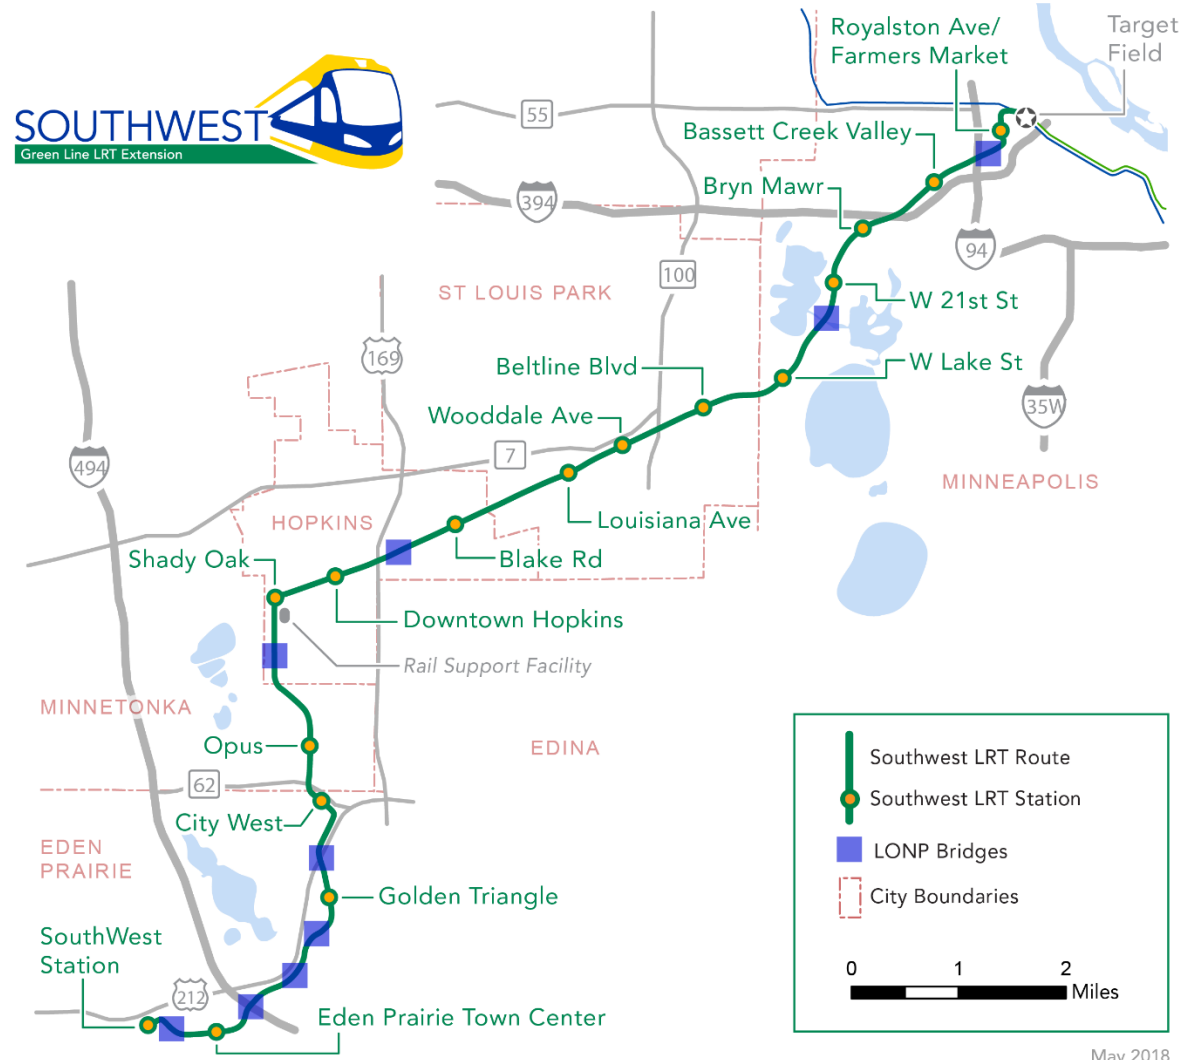 SOUTHWEST
Green Line LRT Extension
Royalston Ave/
Farmers Market
Target
Field
55
Bassett Creek Valley
Bryn Mawr
394
94
100
ST LOUIS PARK
W 21st St
169
Beltline Blvd
W Lake St
35W
Wooddale Ave
7
494
MINNEAPOLIS
HOPKINS
Louisiana Ave
Shady Oak
Blake Rd
Downtown Hopkins
Rail Support Facility
MINNETONKA
Opus
EDINA
62
City West
EDEN
PRAIRIE
Golden Triangle
SouthWest
Station
212
Eden Prairie Town Center
Southwest LRT Route
Southwest LRT Station
LONP Bridges
City Boundaries
0 1 2
Miles
May 2018